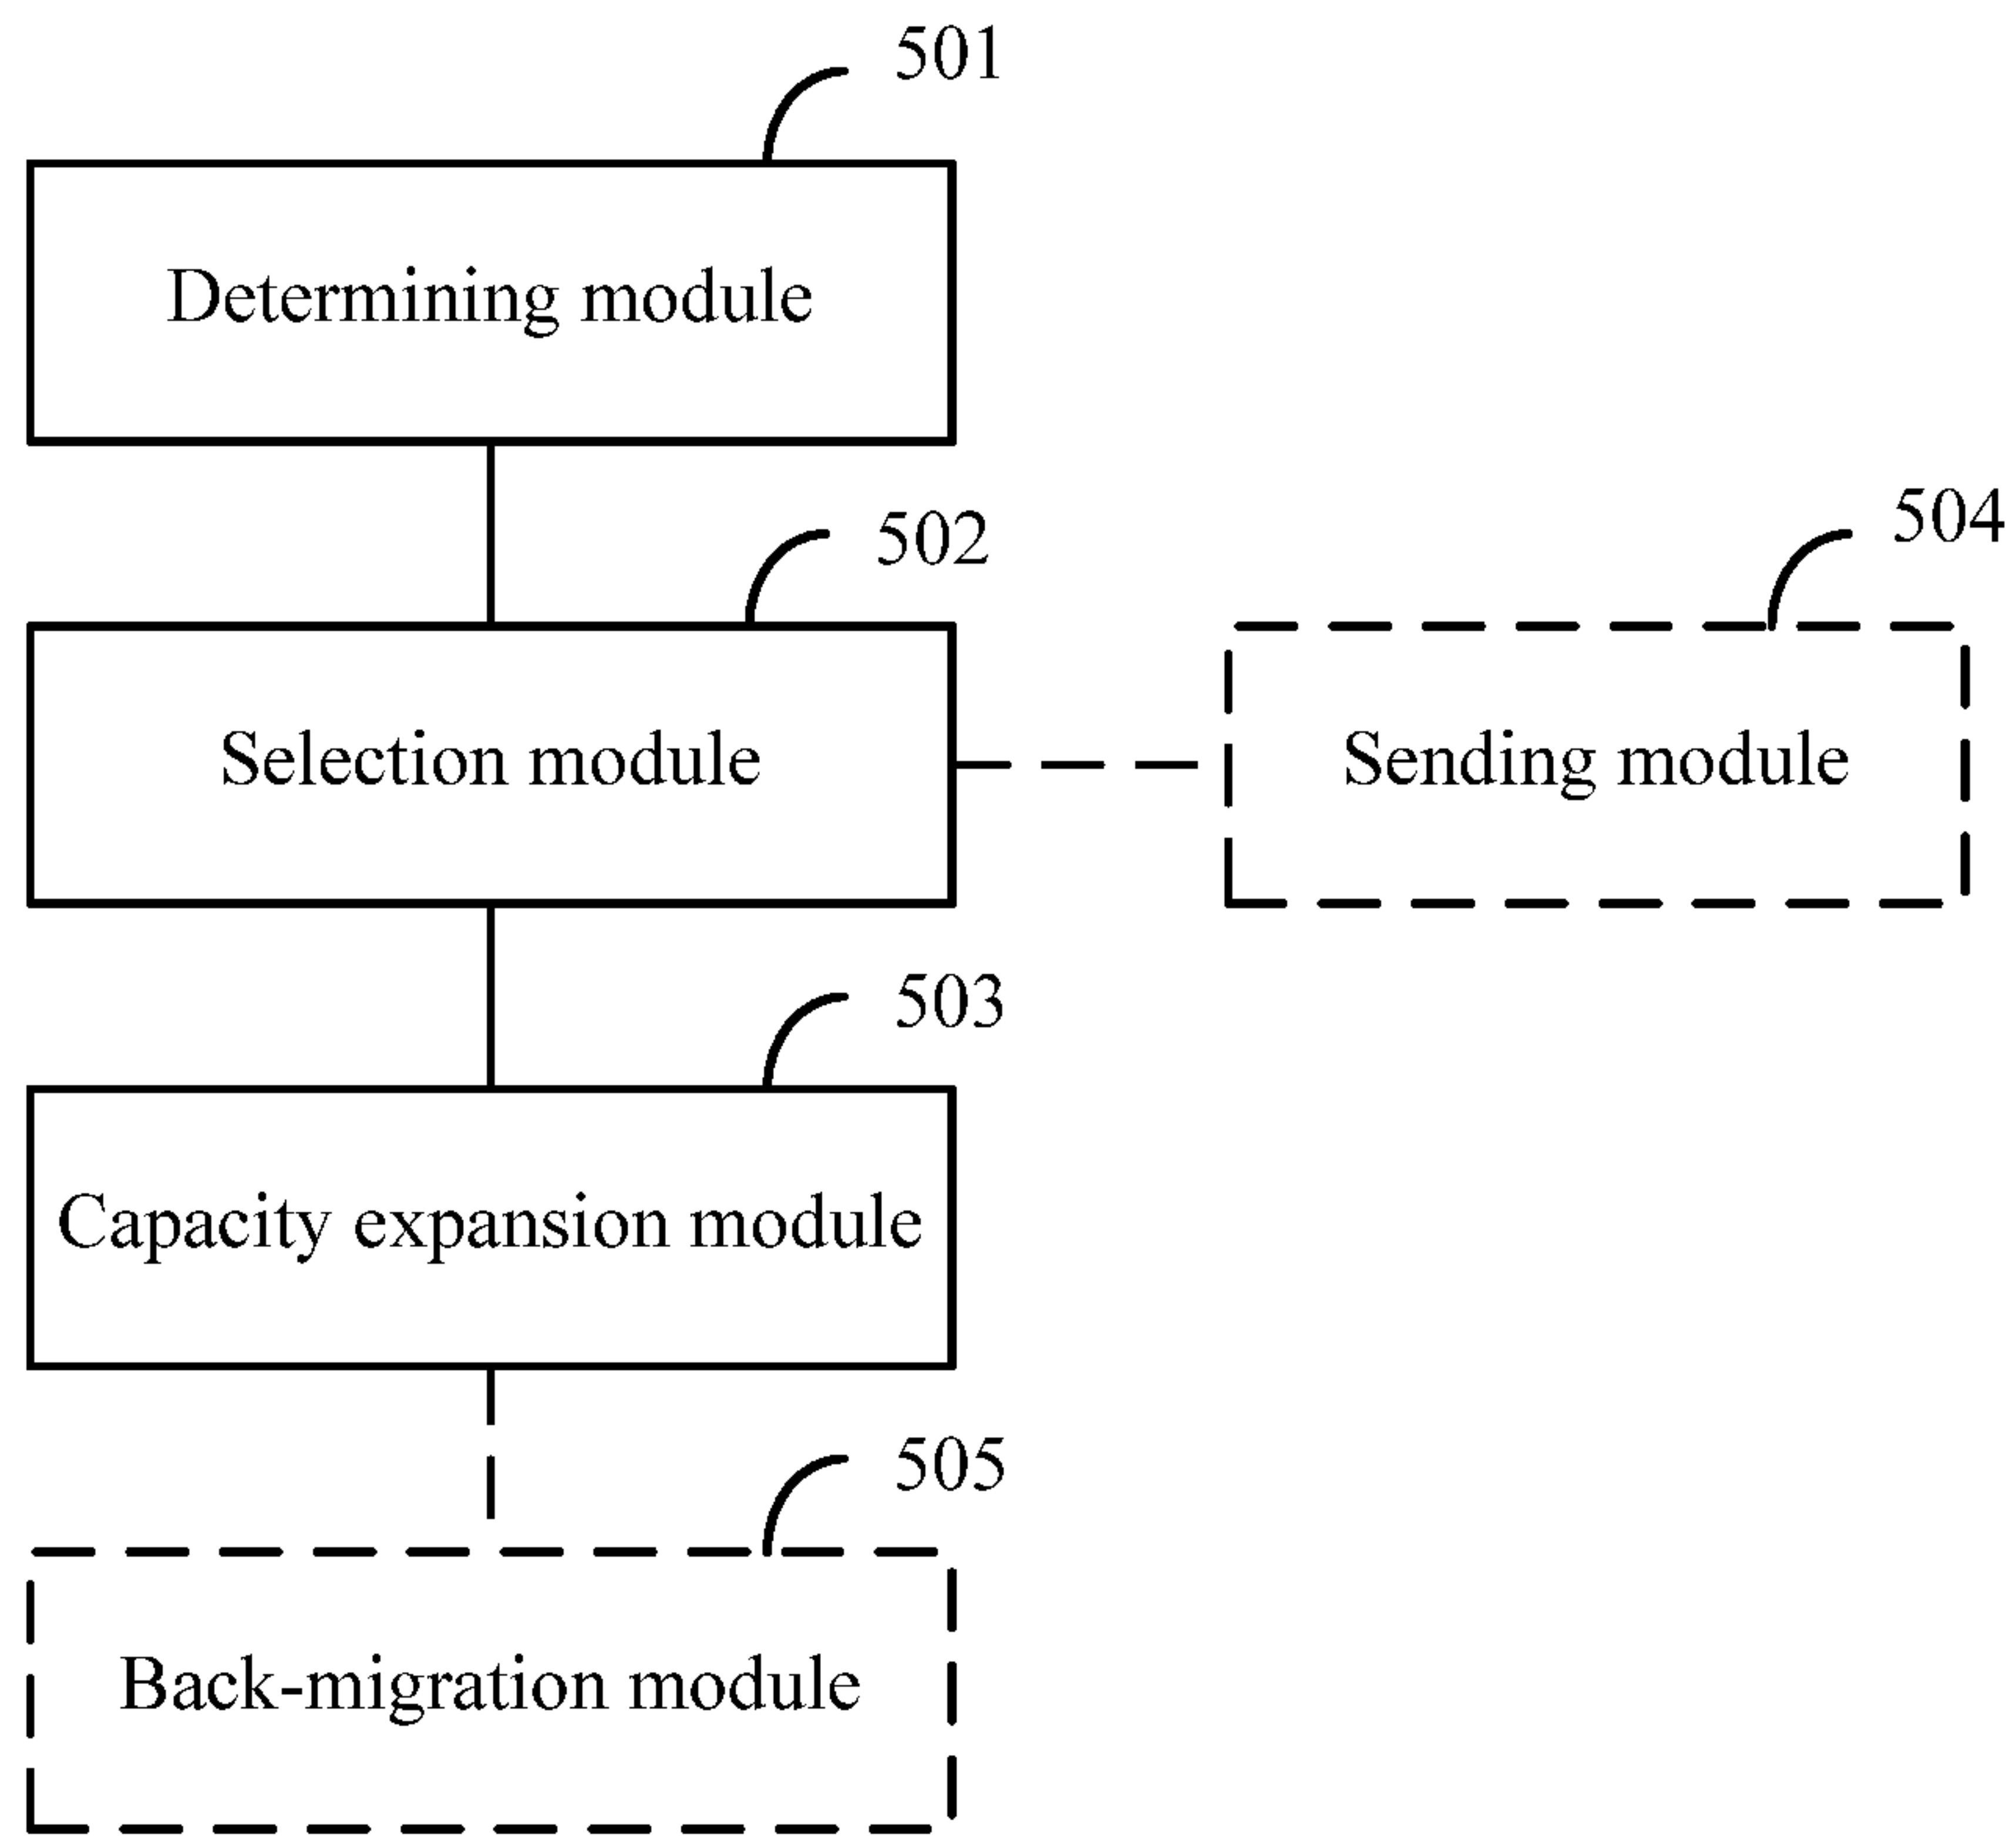 501
Determining module
502
504
Selection module
Sending module
503
Capacity expansion module
505
Back-migration module